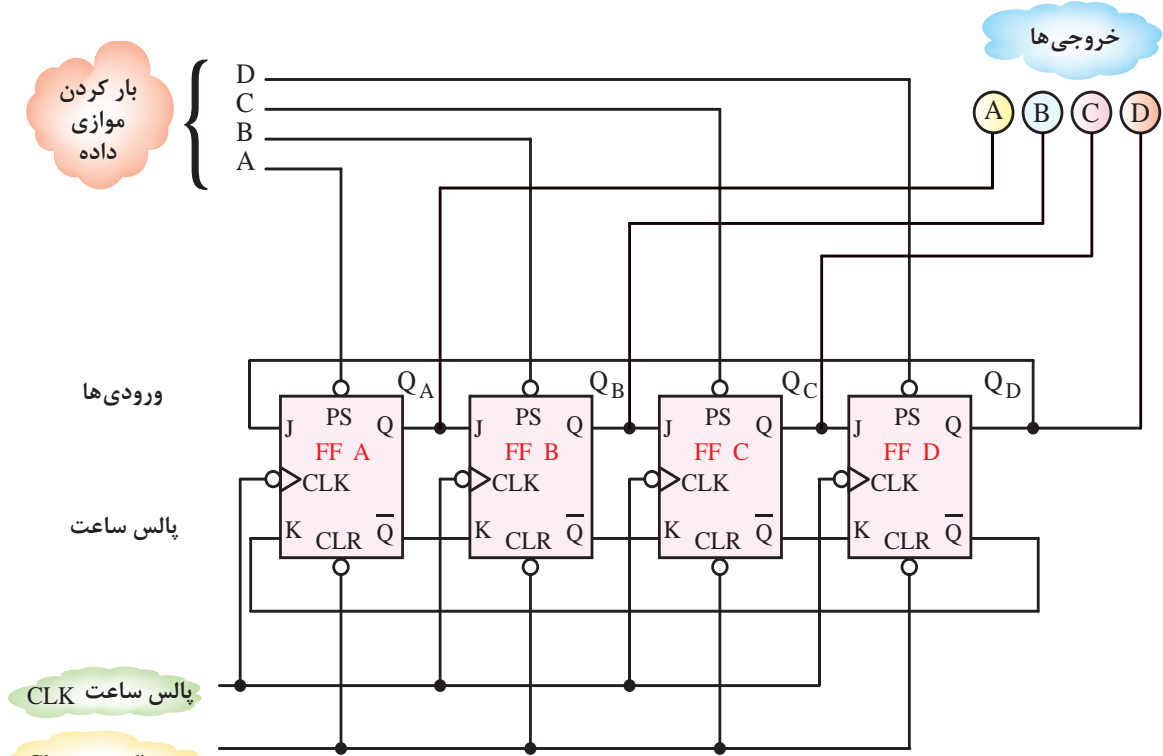 خروجی‌ها
A B C D
بار کردن
موازی
داده
D
C
B
A
ورودی‌ها
Q_A Q_B Q_C Q_D
PS PS PS PS
J Q J Q J Q J Q
FF A FF B FF C FF D
CLK CLK CLK CLK
پالس ساعت
K Q̅ K Q̅ K Q̅ K Q̅
CLR CLR CLR CLR
پالس ساعت CLK